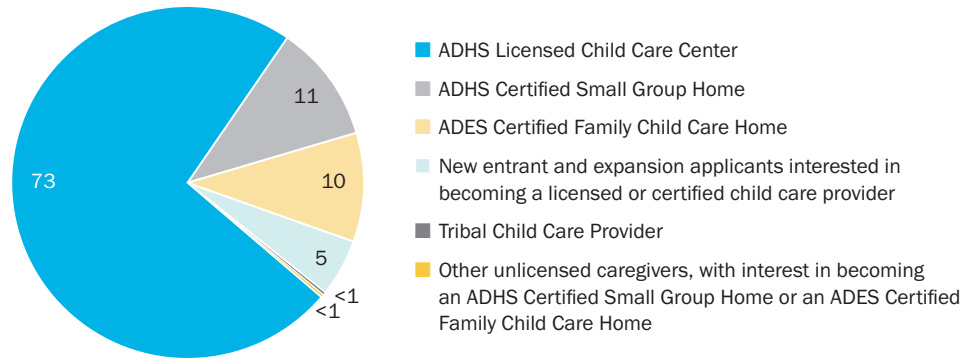 73
11
10
5
<1
<1
ADHS Licensed Child Care Center
ADHS Certified Small Group Home
ADES Certified Family Child Care Home
New entrant and expansion applicants interested in
becoming a licensed or certified child care provider
Tribal Child Care Provider
Other unlicensed caregivers, with interest in becoming
an ADHS Certified Small Group Home or an ADES Certified
Family Child Care Home